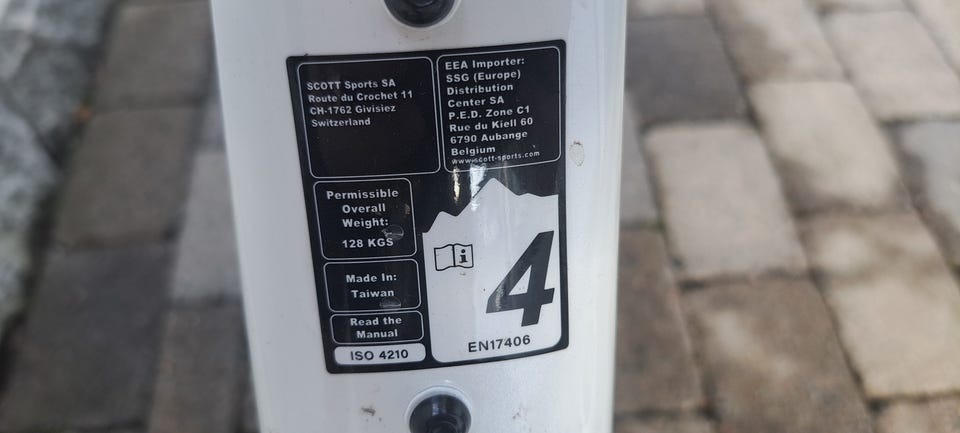 SCOTT Sports SA
Route du Crochet 11
CH-1762 Givisiez
Switzerland
EEA Importer:
SSG (Europe)
Distribution
Center SA
P.E.D. Zone C1
Rue du Kiell 60
6790 Aubange
Belgium
www.scott-sports.com
Permissible
Overall
Weight:
128 KGS
Made In:
Taiwan
Read the
Manual
ISO 4210
i
4
EN17406